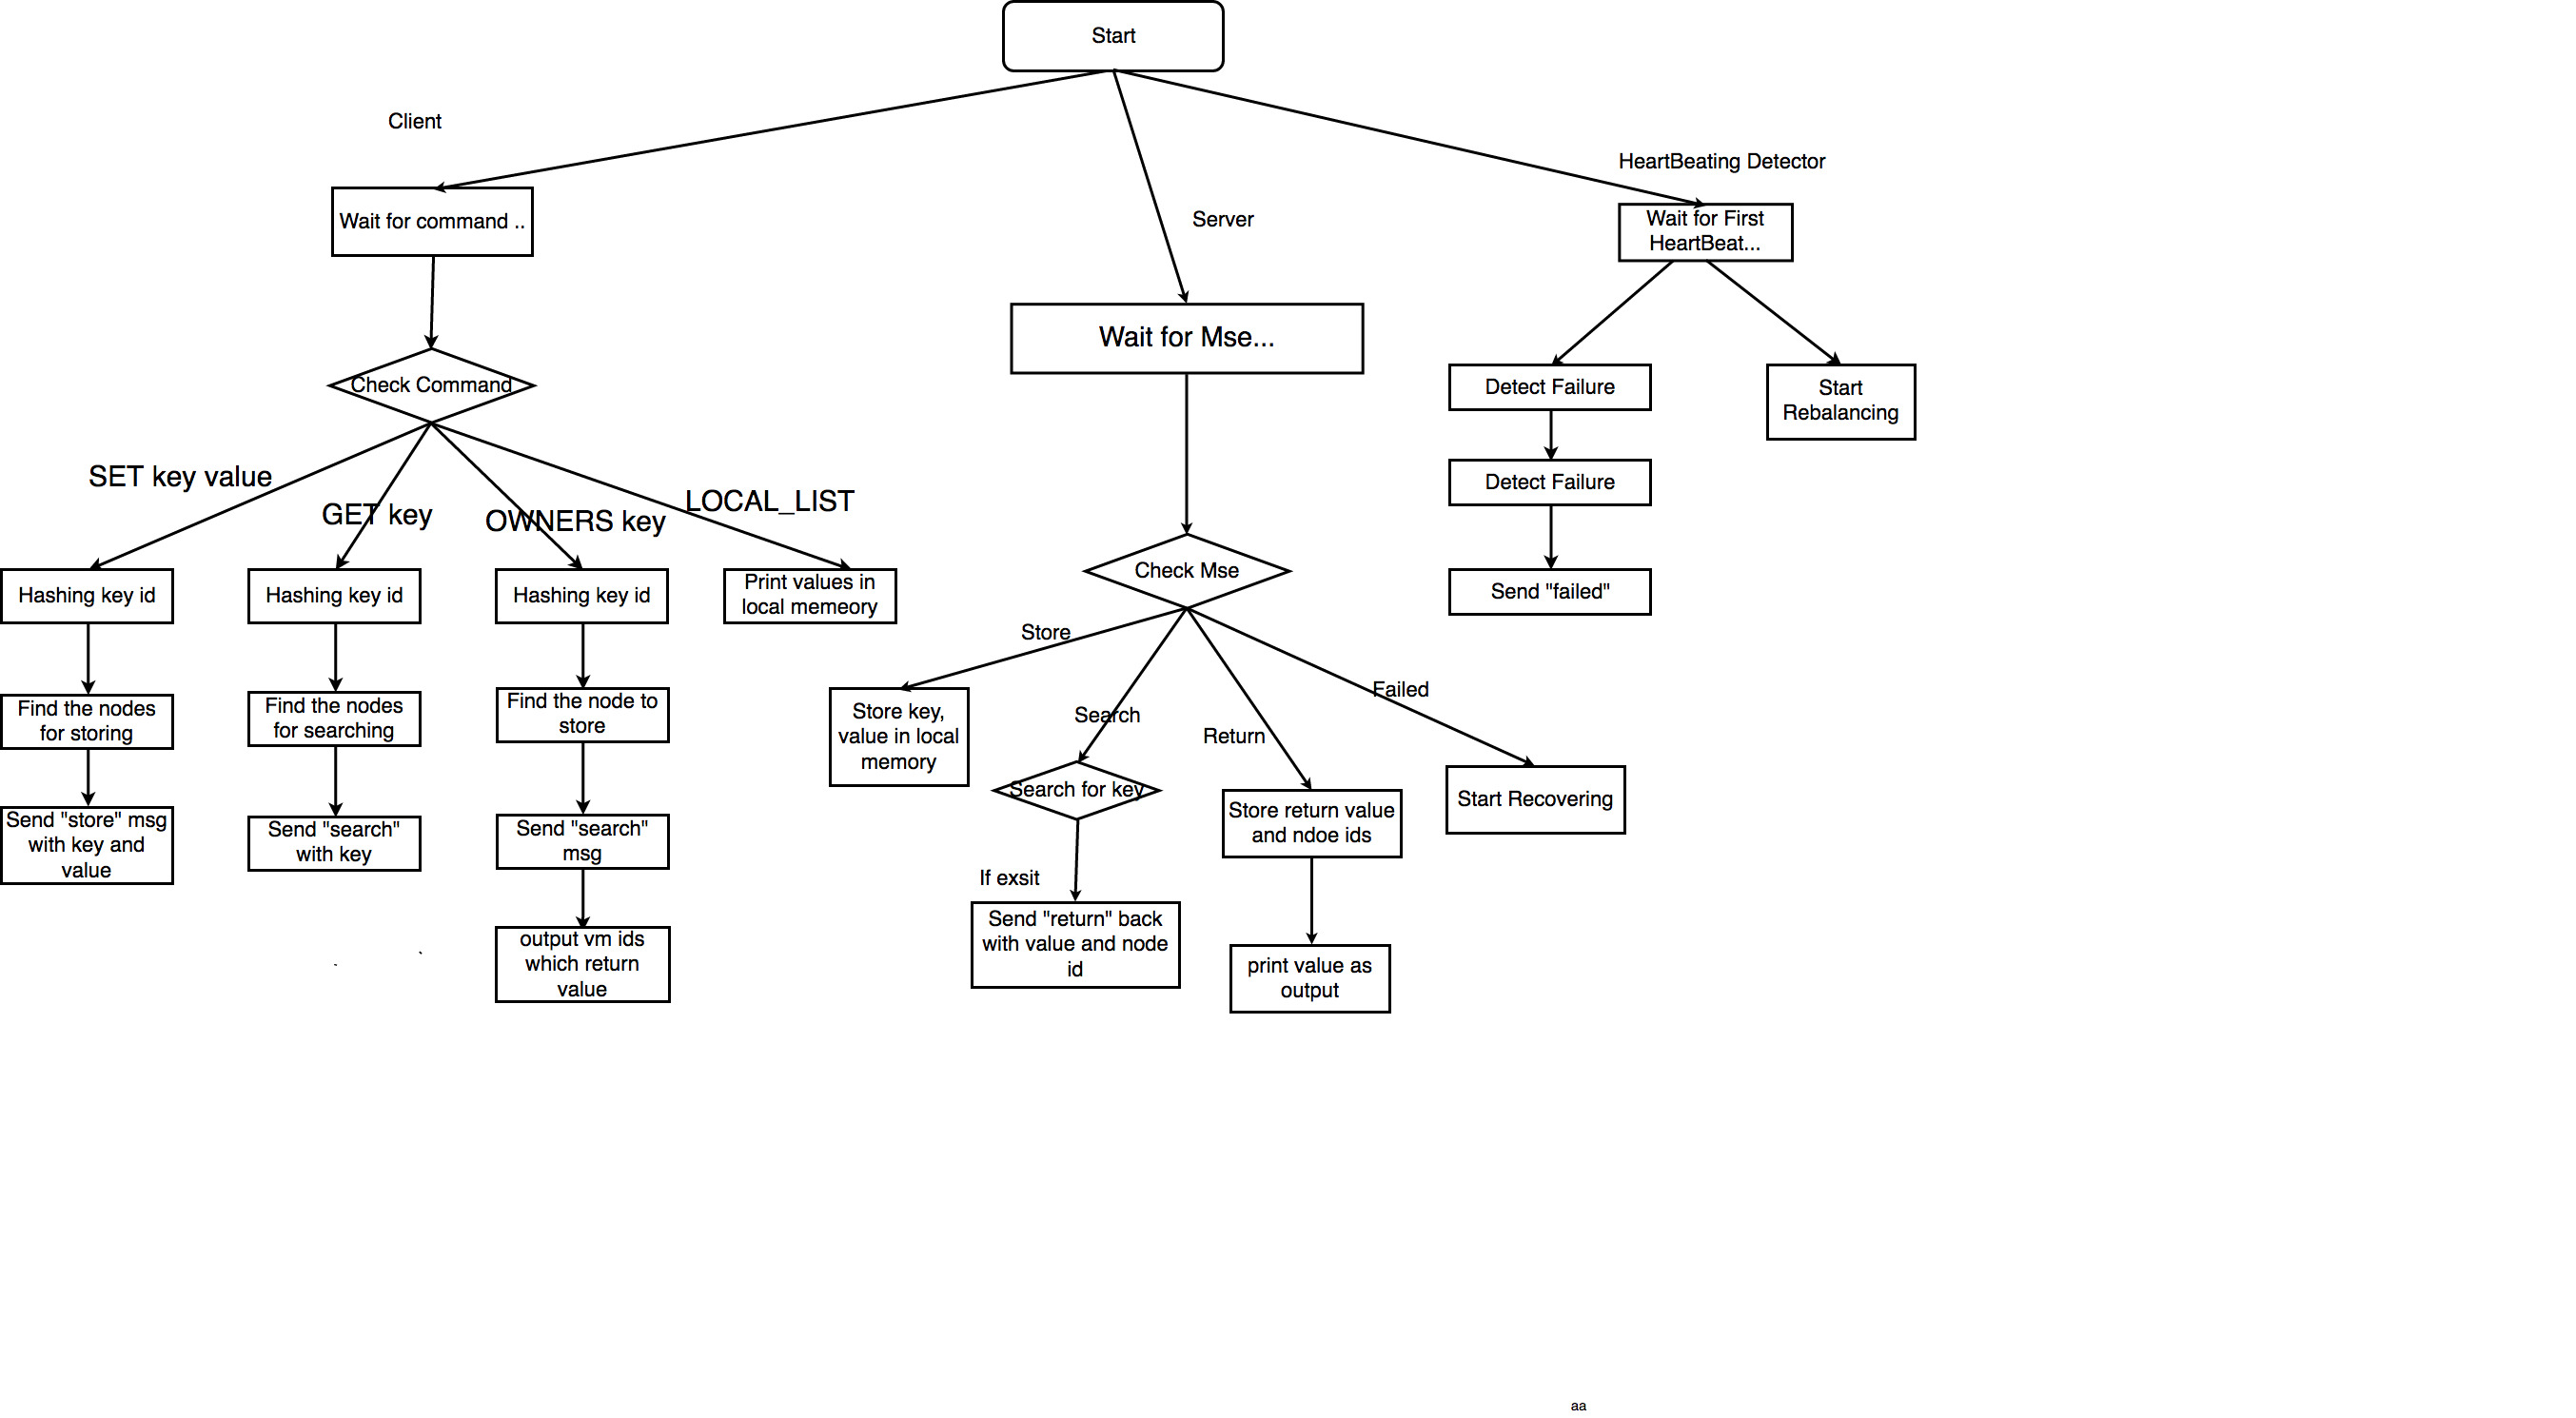 Start
Client
HeartBeating Detector
Server
Wait for command ..
Wait for First
HeartBeat...
Wait for Mse...
Check Command
Detect Failure
Start
Rebalancing
SET key value
GET key
OWNERS key
LOCAL_LIST
Detect Failure
Check Mse
Send "failed"
Hashing key id
Hashing key id
Hashing key id
Print values in
local memeory
Store
Search
Return
Failed
Find the nodes
for storing
Find the nodes
for searching
Find the node to
store
Store key,
value in local
memory
Search for key
Store return value
and ndoe ids
Start Recovering
Send "store" msg
with key and
value
Send "search"
with key
Send "search"
msg
If exsit
Send "return" back
with value and node
id
output vm ids
which return
value
print value as
output
aa